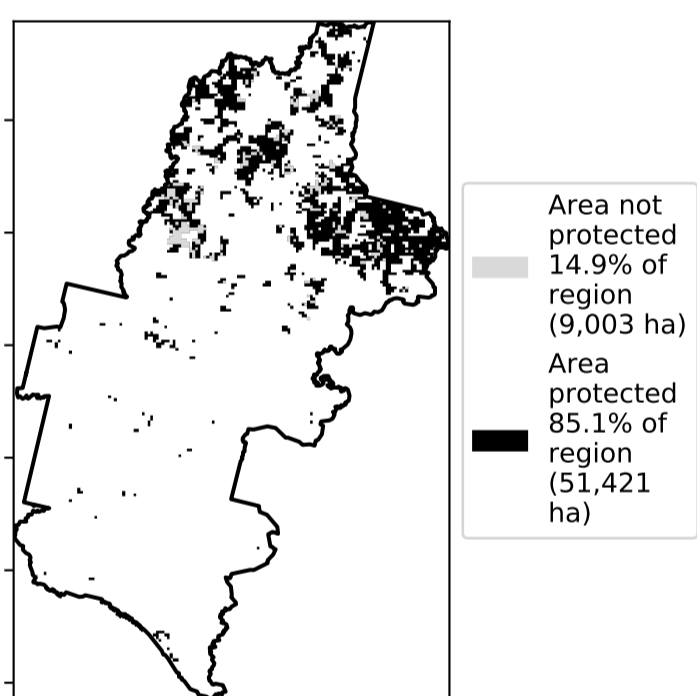 Area not
protected
14.9% of
region
(9,003 ha)
Area
protected
85.1% of
region
(51,421
ha)